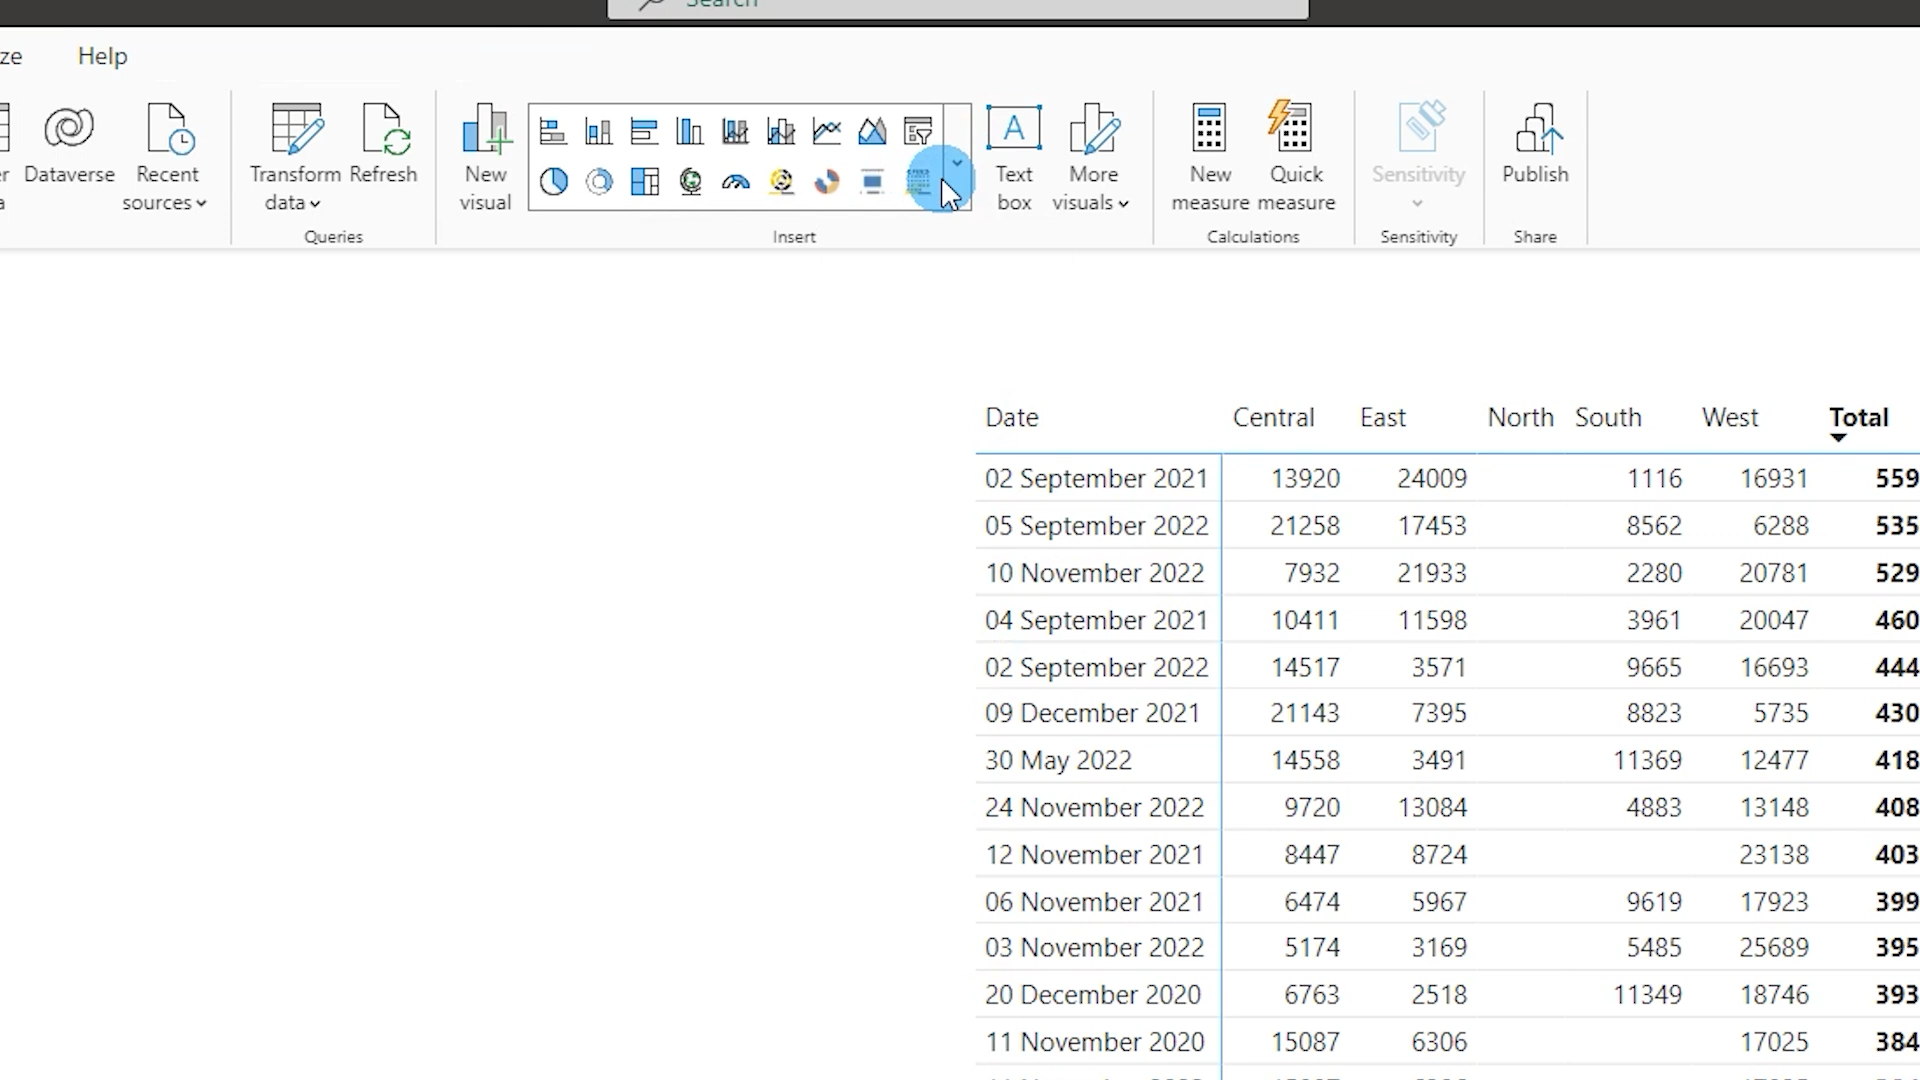 Search
ze
Help
Dataverse
Recent
sources
Transform
data
Refresh
Queries
New
visual
Insert
A
Text
box
More
visuals
New
measure
Quick
measure
Calculations
Sensitivity
Sensitivity
Publish
Share
Date Central East North South West Total
02 September 2021 13920 24009 1116 16931 559
05 September 2022 21258 17453 8562 6288 535
10 November 2022 7932 21933 2280 20781 529
04 September 2021 10411 11598 3961 20047 460
02 September 2022 14517 3571 9665 16693 444
09 December 2021 21143 7395 8823 5735 430
30 May 2022 14558 3491 11369 12477 418
24 November 2022 9720 13084 4883 13148 408
12 November 2021 8447 8724 23138 403
06 November 2021 6474 5967 9619 17923 399
03 November 2022 5174 3169 5485 25689 395
20 December 2020 6763 2518 11349 18746 393
11 November 2020 15087 6306 17025 384